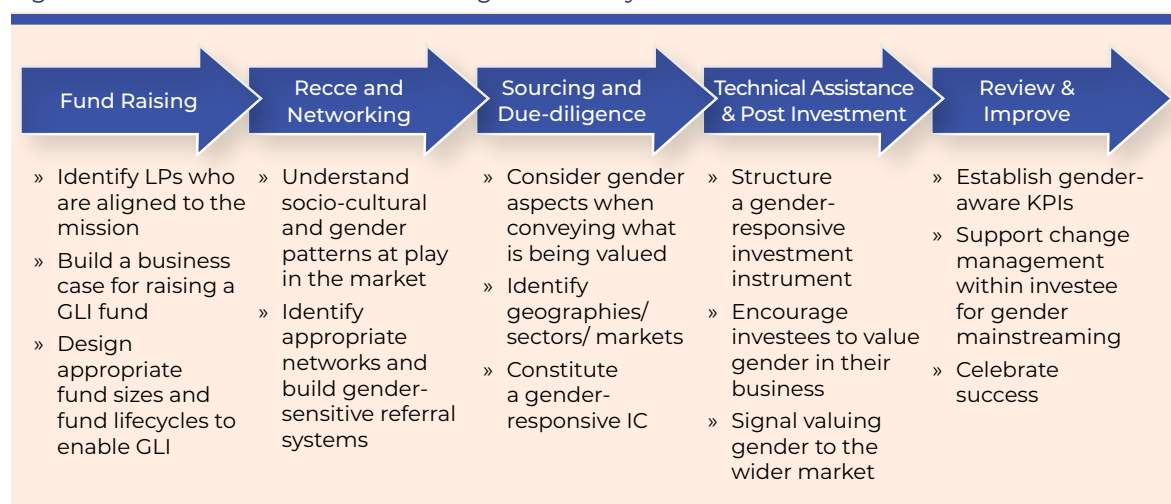 Fund Raising
Recce and
Networking
Sourcing and
Due-diligence
Technical Assistance
& Post Investment
Review &
Improve
» Identify LPs who
are aligned to the
mission
» Build a business
case for raising a
GLI fund
» Design
appropriate
fund sizes and
fund lifecycles to
enable GLI
» Understand
socio-cultural
and gender
patterns at play
in the market
» Identify
appropriate
networks and
build gender-
sensitive referral
systems
» Consider gender
aspects when
conveying what
is being valued
» Identify
geographies/
sectors/ markets
» Constitute
a gender-
responsive IC
» Structure
a gender-
responsive
investment
instrument
» Encourage
investees to value
gender in their
business
» Signal valuing
gender to the
wider market
» Establish gender-
aware KPIs
» Support change
management
within investee
for gender
mainstreaming
» Celebrate
success